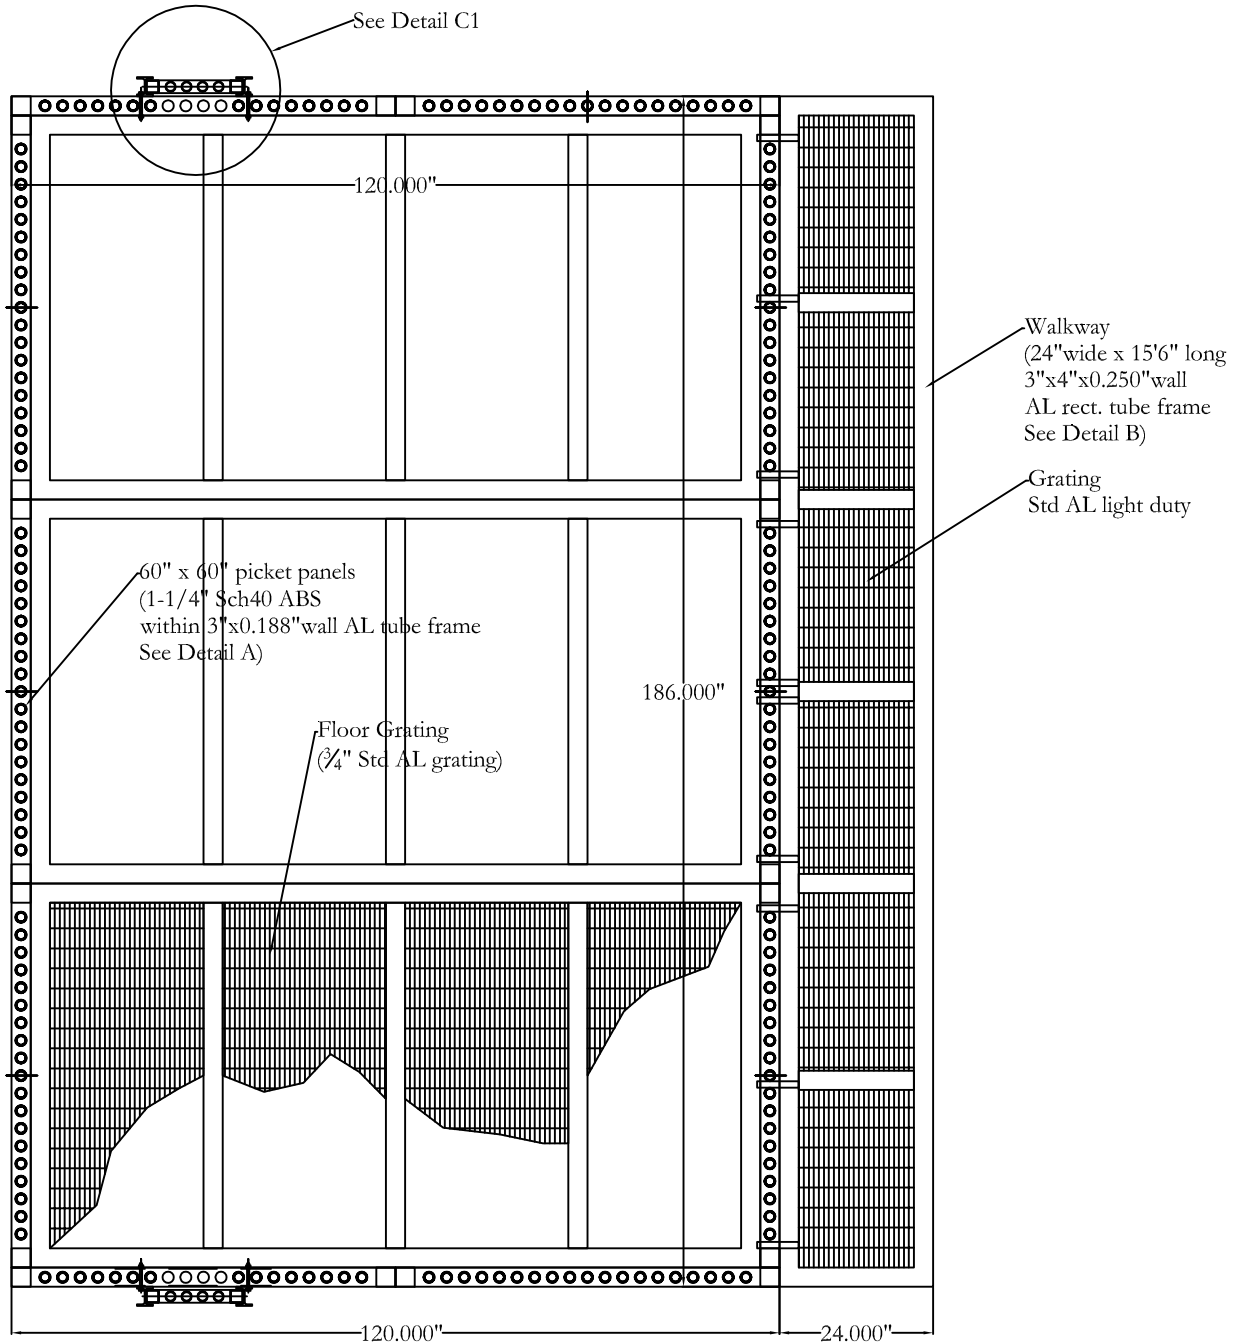 See Detail C1
120.000"
Walkway
(24"wide x 15'6" long
3"x4"x0.250"wall
AL rect. tube frame
See Detail B)
Grating
Std AL light duty
60" x 60" picket panels
(1-1/4" Sch40 ABS
within 3"x0.188"wall AL tube frame
See Detail A)
186.000"
Floor Grating
(¾" Std AL grating)
120.000"
24.000"